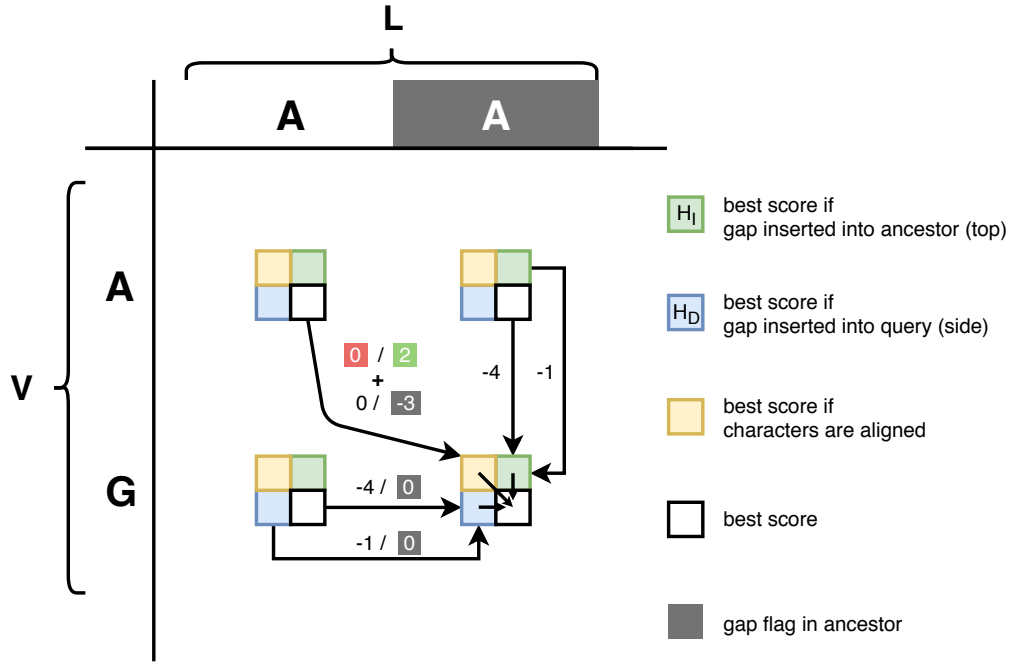 L
A A
V
A
G
0 / 2
+
0 / -3
-4
-1
-4 / 0
-1 / 0
H_I best score if
gap inserted into ancestor (top)
H_D best score if
gap inserted into query (side)
best score if
characters are aligned
best score
gap flag in ancestor